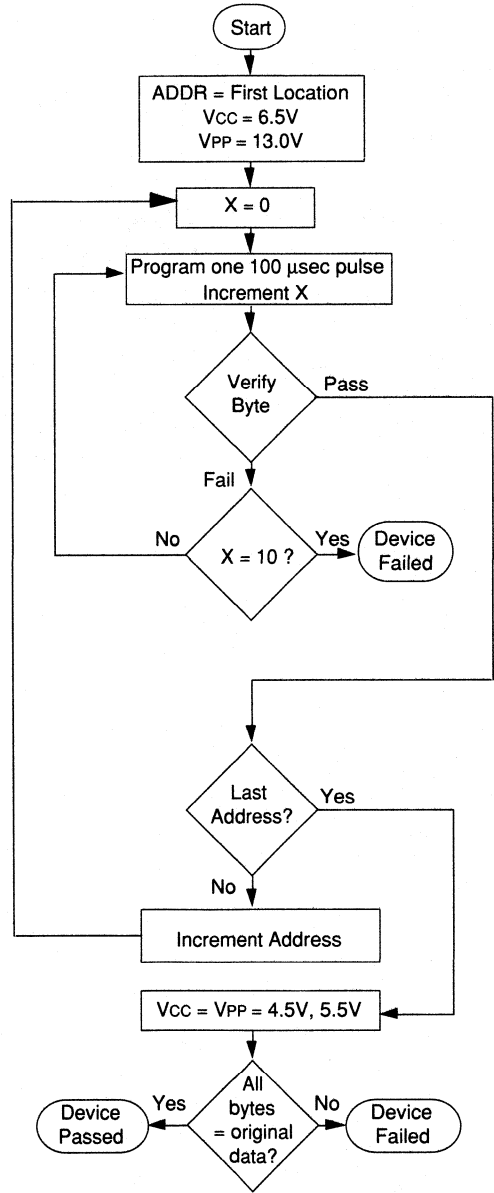 Start
ADDR = First Location
VCC = 6.5V
VPP = 13.0V
X = 0
Program one 100 μsec pulse
Increment X
Verify
Byte
Pass
Fail
X = 10 ?
No
Yes
Device
Failed
Last
Address?
Yes
No
Increment Address
VCC = VPP = 4.5V, 5.5V
All
bytes
= original
data?
Yes
Device
Passed
No
Device
Failed